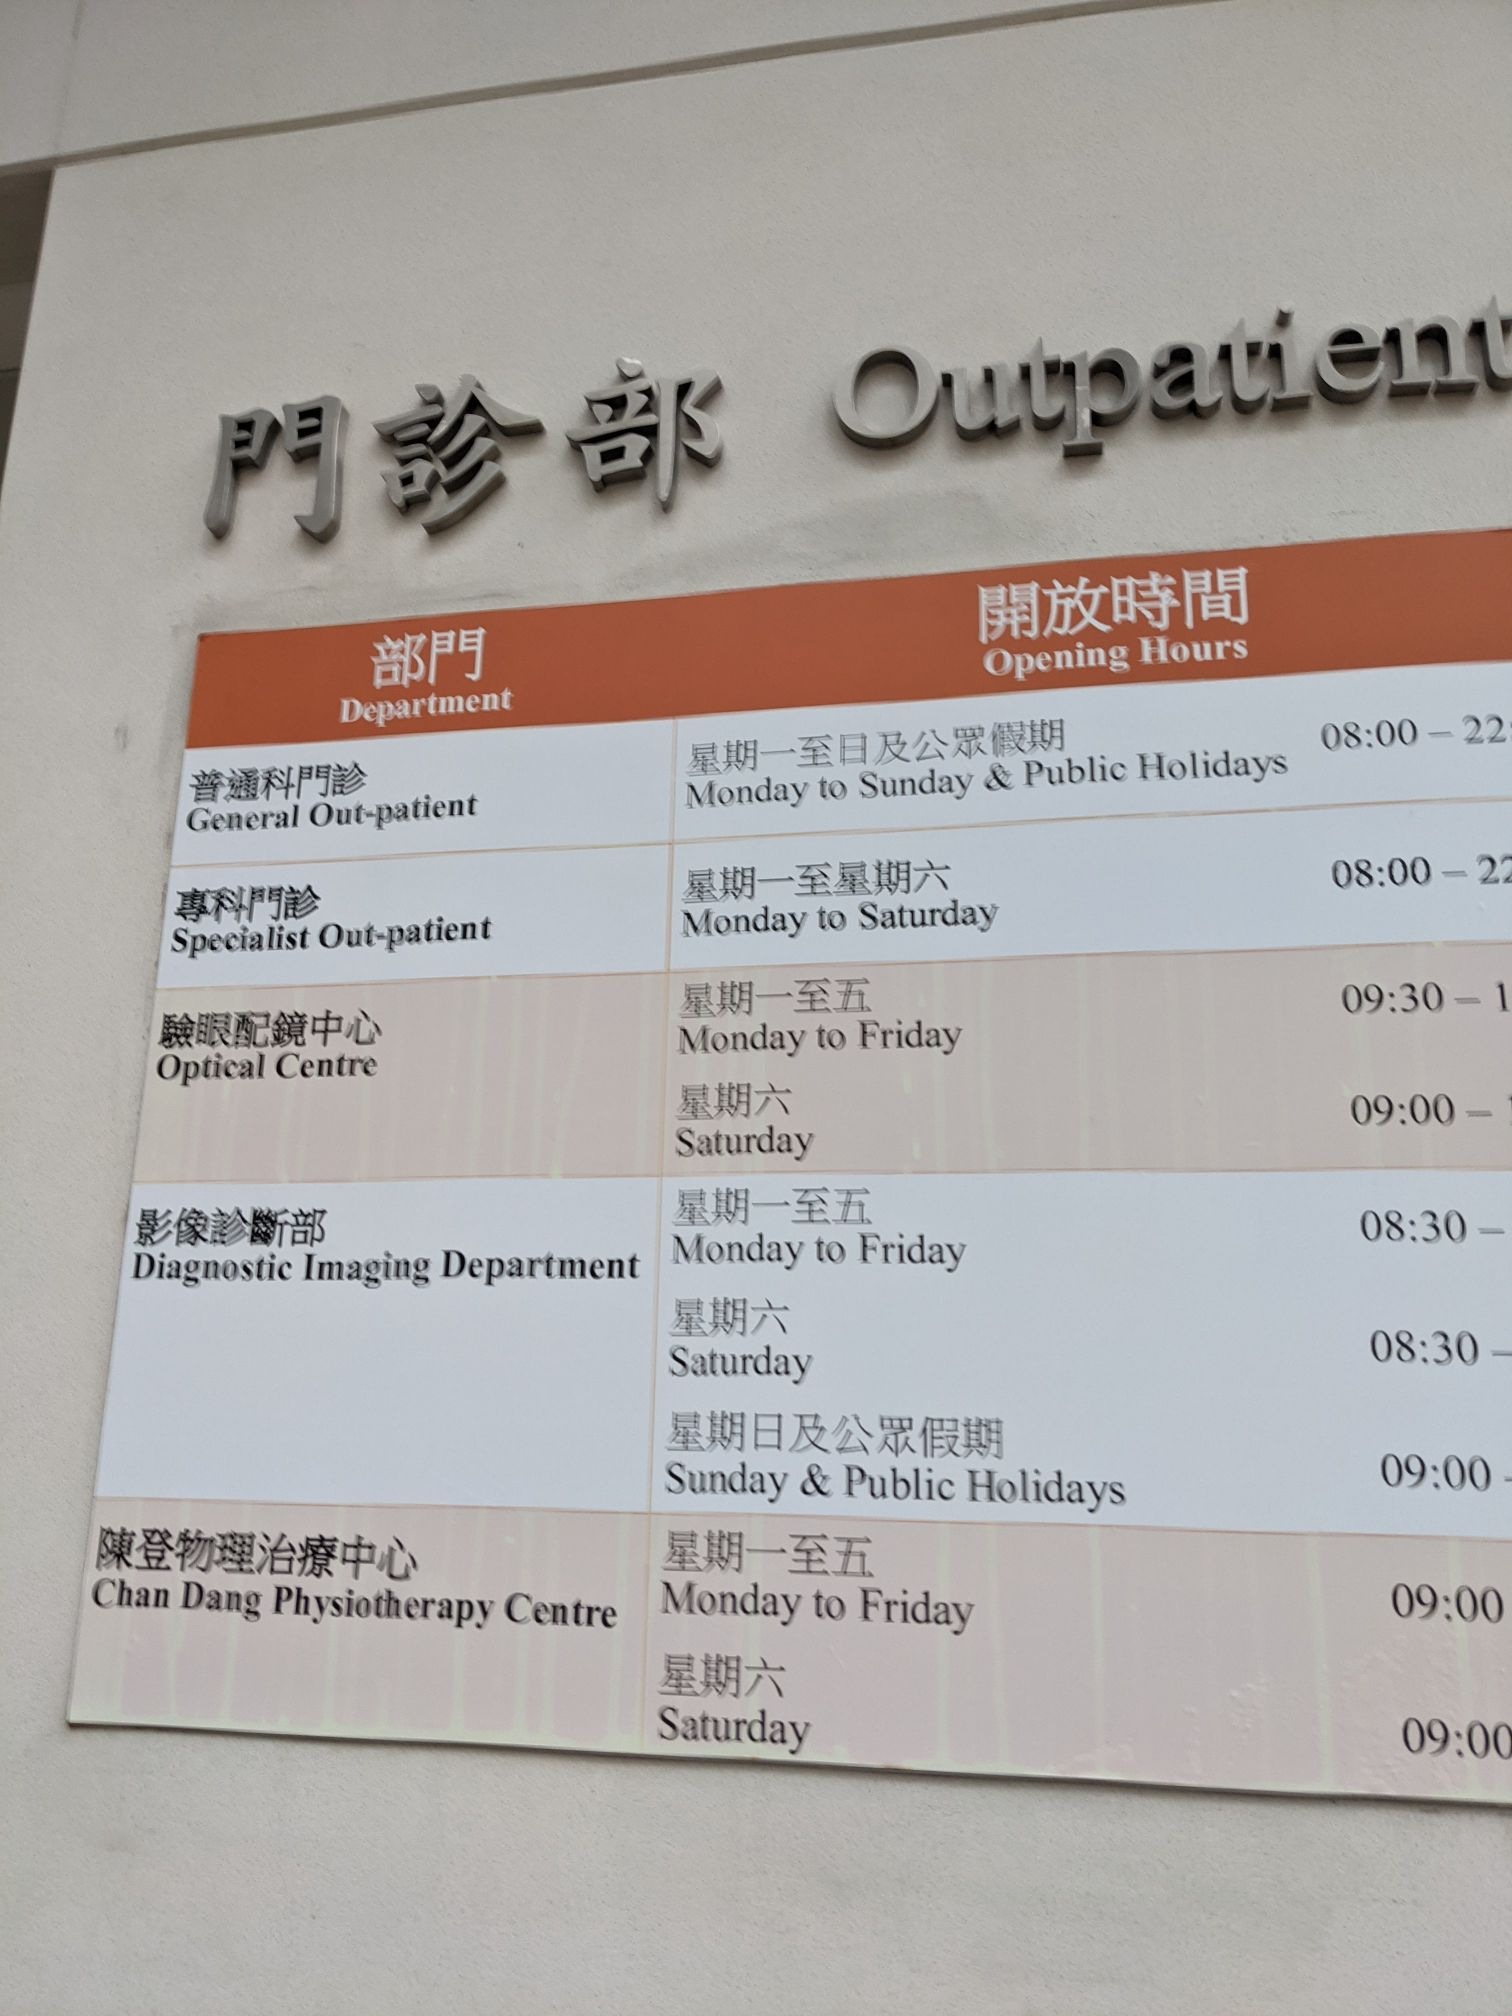 門診部 Outpatient
部門
Department
開放時間
Opening Hours
普通科門診
General Out-patient
星期一至日及公眾假期
Monday to Sunday & Public Holidays
08:00 – 22
專科門診
Specialist Out-patient
星期一至星期六
Monday to Saturday
08:00 – 22
驗眼配鏡中心
Optical Centre
星期一至五
Monday to Friday
09:30 – 1
星期六
Saturday
09:00 –
影像診斷部
Diagnostic Imaging Department
星期一至五
Monday to Friday
08:30 –
星期六
Saturday
08:30 –
星期日及公眾假期
Sunday & Public Holidays
09:00 -
陳登物理治療中心
Chan Dang Physiotherapy Centre
星期一至五
Monday to Friday
09:00
星期六
Saturday
09:00